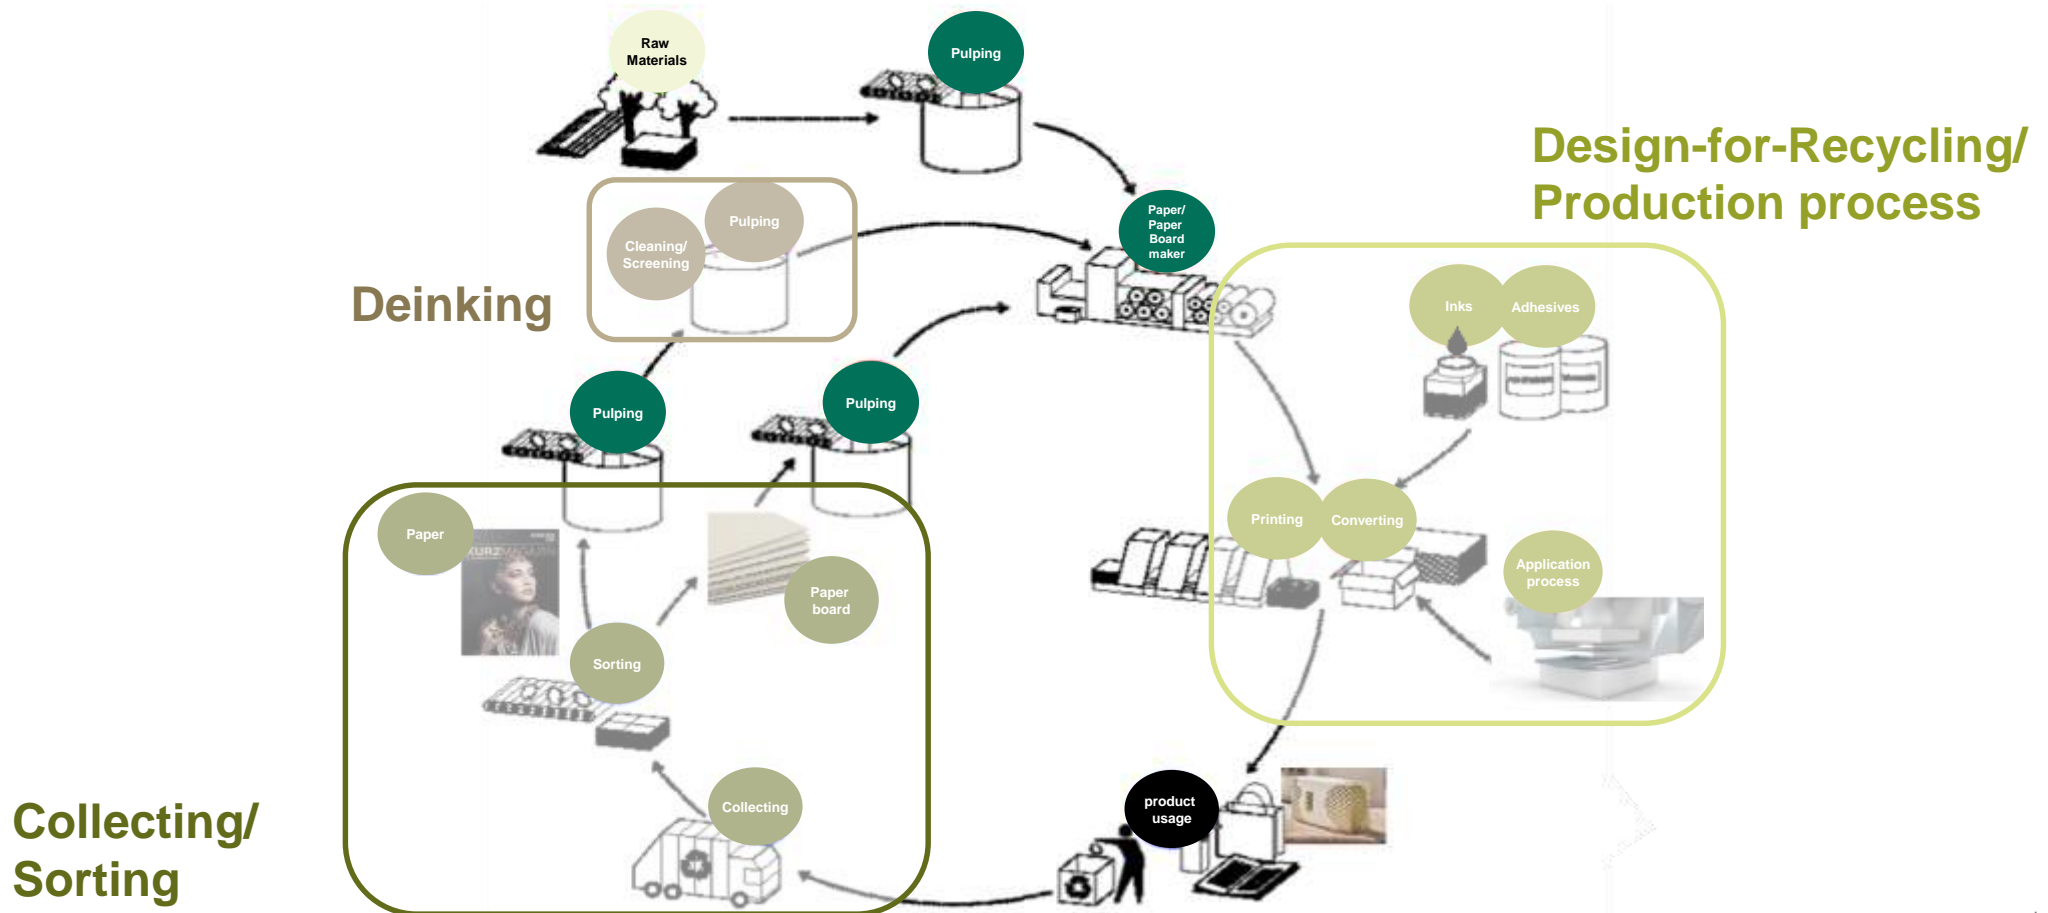 Raw
Materials
Pulping
Design-for-Recycling/
Production process
Paper/
Paper
Board
maker
Pulping
Cleaning/
Screening
Deinking
Inks
Adhesives
Pulping
Pulping
Printing
Converting
Application
process
Paper
KURZMAGAZIN
Paper
board
Sorting
Collecting
product
usage
Collecting/
Sorting